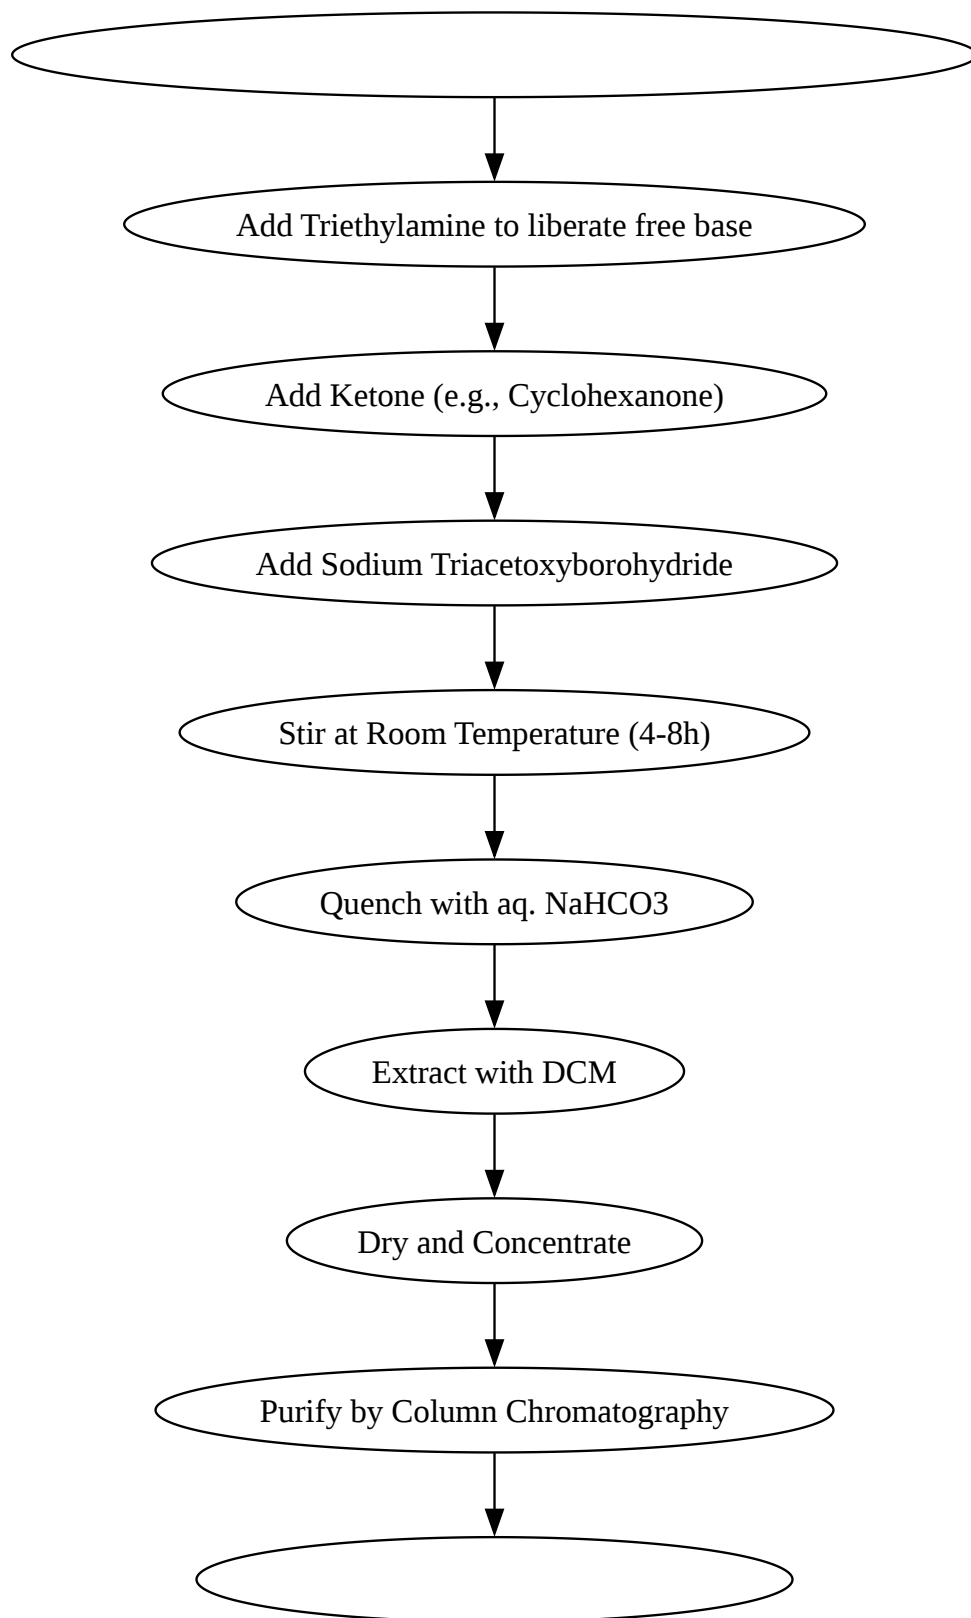 Add Triethylamine to liberate free base
Add Ketone (e.g., Cyclohexanone)
Add Sodium Triacetoxyborohydride
Stir at Room Temperature (4-8h)
Quench with aq. NaHCO3
Extract with DCM
Dry and Concentrate
Purify by Column Chromatography